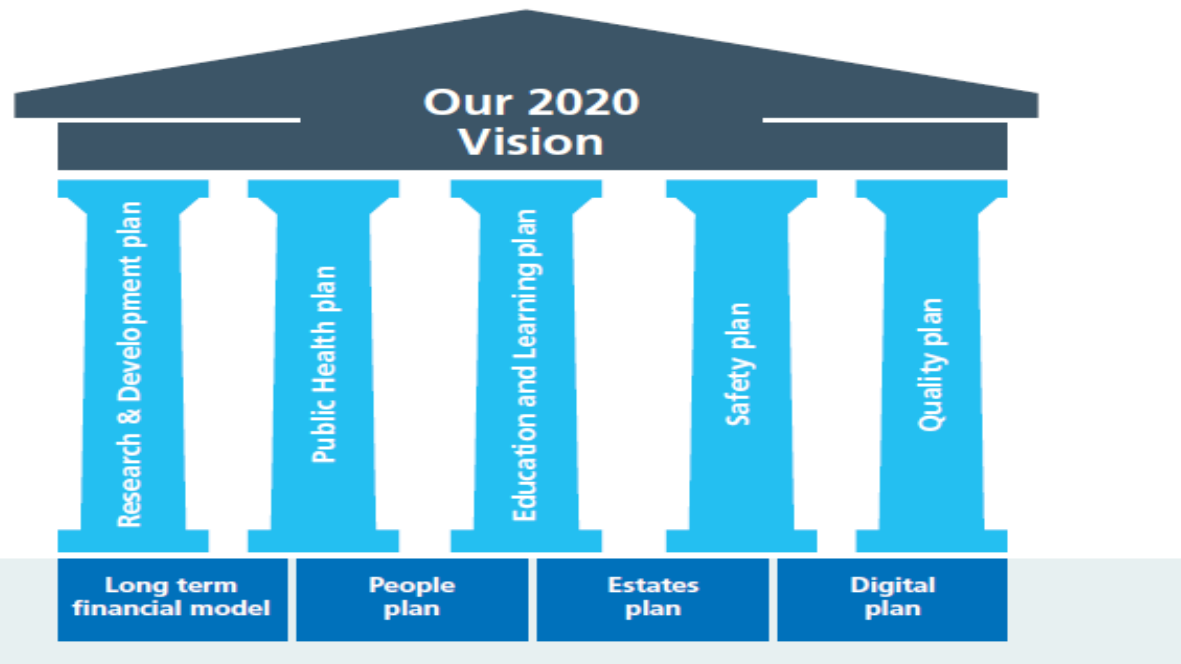 Our 2020
Vision
Research & Development plan
Public Health plan
Education and Learning plan
Safety plan
Quality plan
Long term
financial model
People
plan
Estates
plan
Digital
plan